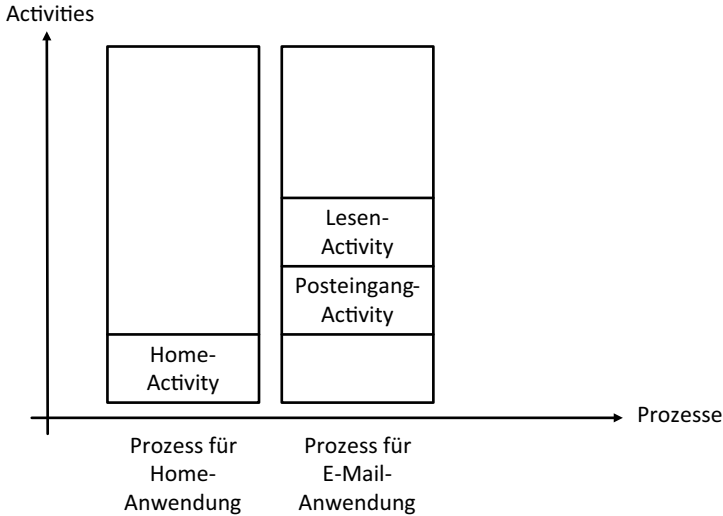 Activities
Lesen-
Activity
Posteingang-
Activity
Home-
Activity
Prozesse
Prozess für
Home-
Anwendung
Prozess für
E-Mail-
Anwendung